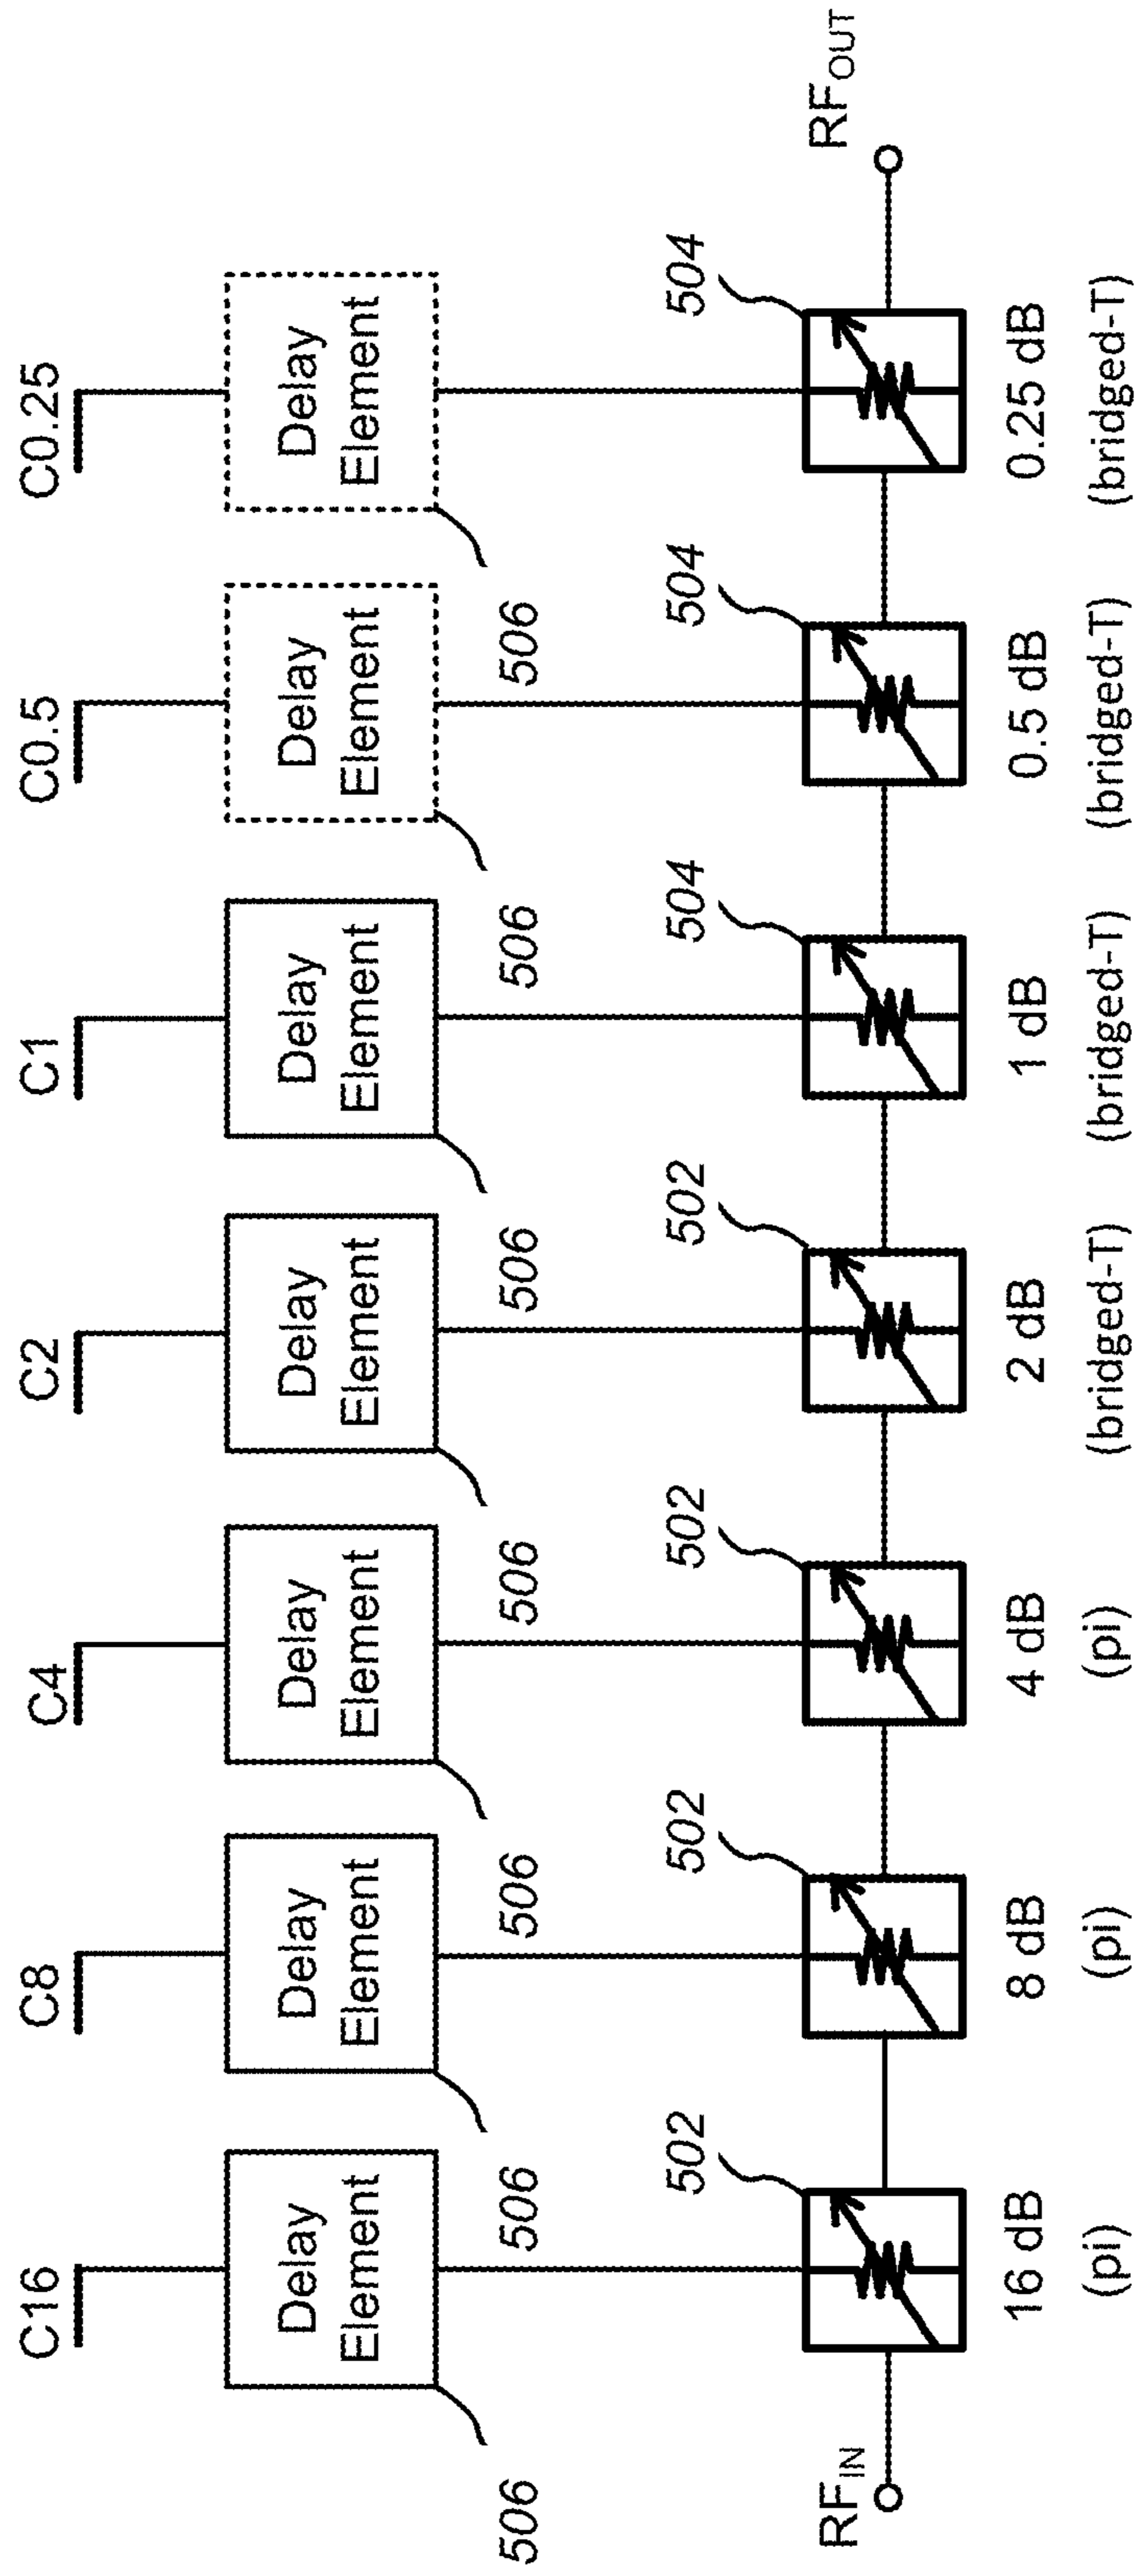 C16
C8
C4
C2
C1
C0.5
C0.25
Delay
Element
Delay
Element
Delay
Element
Delay
Element
Delay
Element
Delay
Element
Delay
Element
506
506
506
506
506
506
506
502
502
502
502
504
504
504
RFIN
RFOUT
16 dB
8 dB
4 dB
2 dB
1 dB
0.5 dB
0.25 dB
(pi)
(pi)
(pi)
(bridged-T)
(bridged-T)
(bridged-T)
(bridged-T)